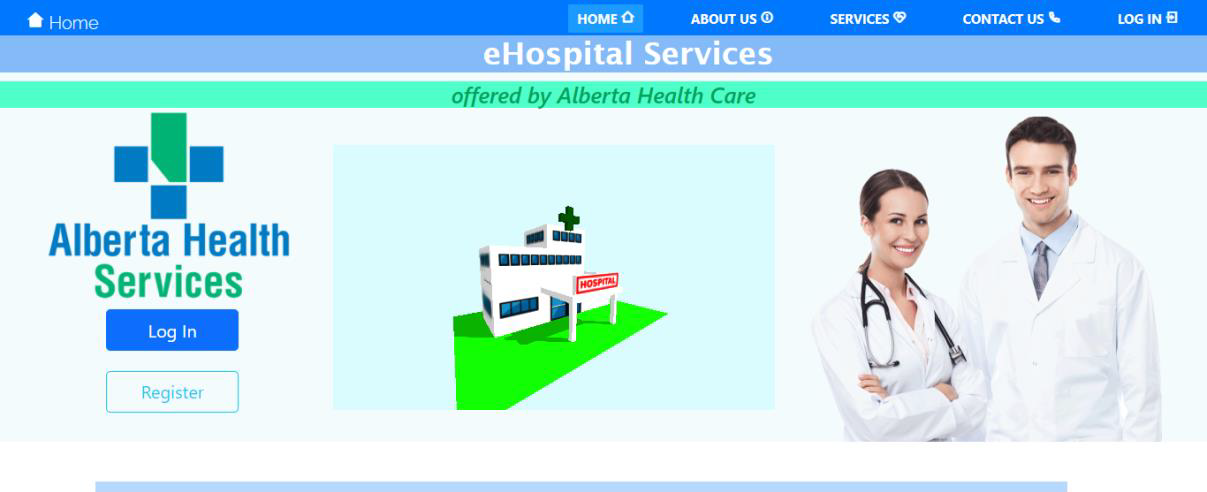 Home
HOME
ABOUT US
SERVICES
CONTACT US
LOG IN
eHospital Services
offered by Alberta Health Care
Alberta Health
Services
Log In
Register
HOSPITAL